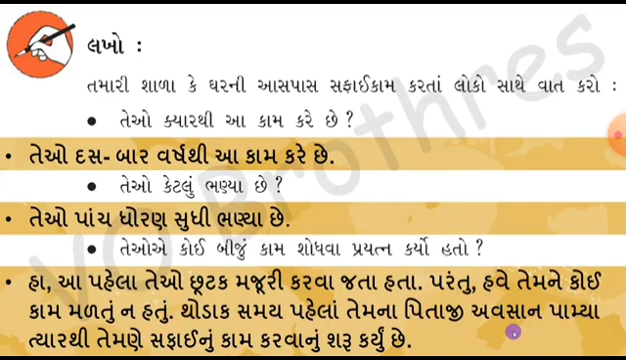 લખો :
તમારી શાળા કે ઘરની આસપાસ સફાઈકામ કરતાં લોકો સાથે વાત કરો :
• તેઓ ક્યારથી આ કામ કરે છે ?
• તેઓ દસ- બાર વર્ષથી આ કામ કરે છે.
• તેઓ કેટલું ભણ્યા છે ?
• તેઓ પાંચ ધોરણ સુધી ભણ્યા છે.
• તેઓએ કોઈ બીજું કામ શોધવા પ્રયત્ન કર્યો હતો ?
• હા, આ પહેલા તેઓ છૂટક મજૂરી કરવા જતા હતા. પરંતુ, હવે તેમને કોઈ
કામ મળતું ન હતું. થોડાક સમય પહેલાં તેમના પિતાજી અવસાન પામ્યા
ત્યારથી તેમણે સફાઈનું કામ કરવાનું શરૂ કર્યું છે.
VO Brothres